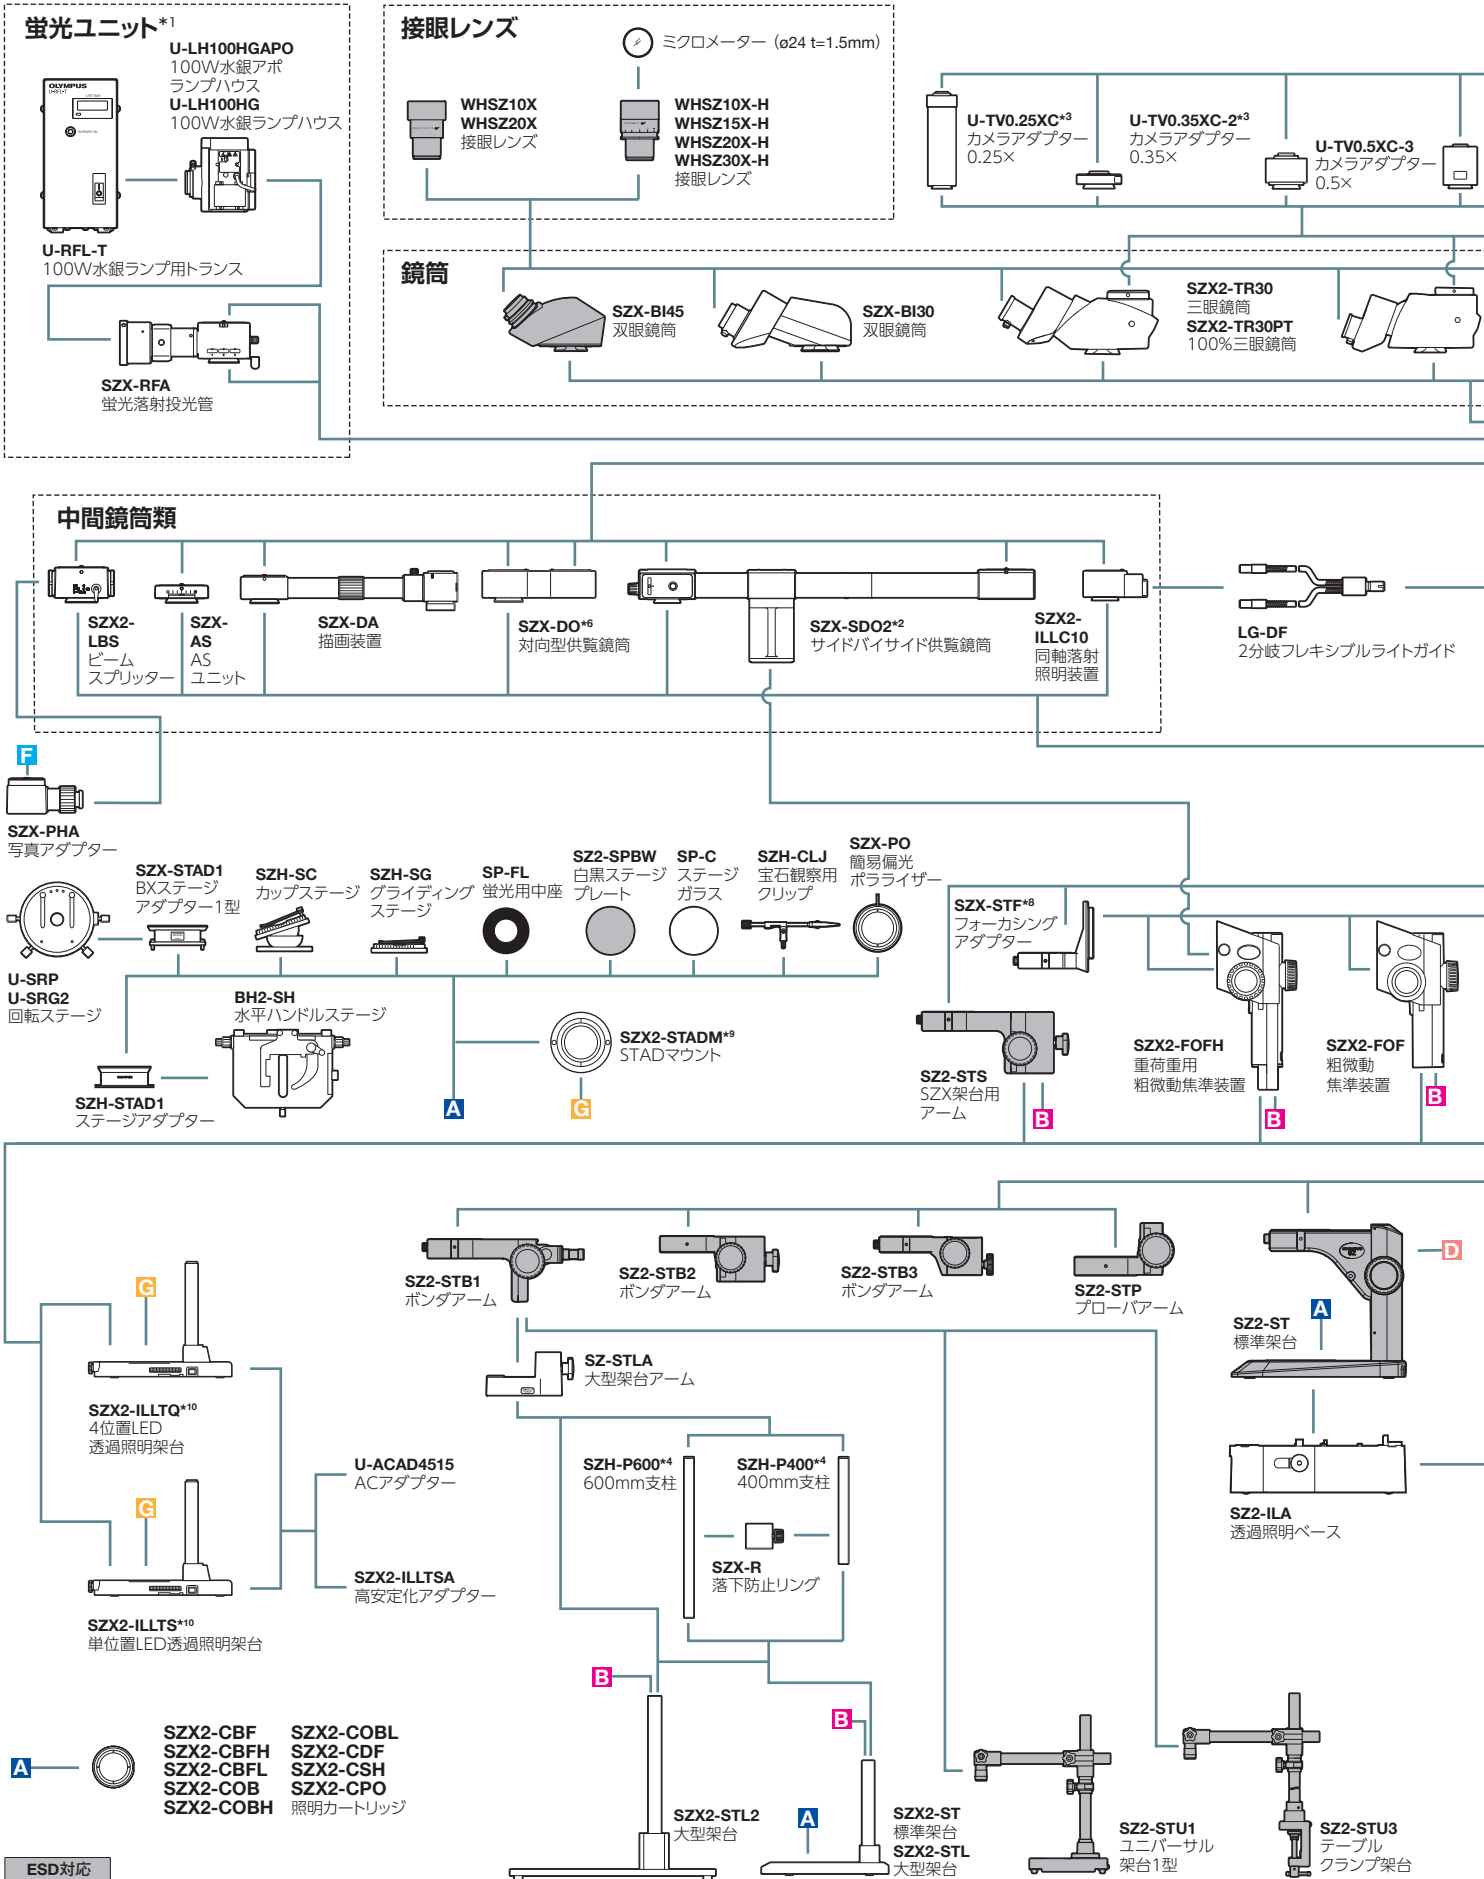 蛍光ユニット*1
U-LH100HGAPO
100W水銀アポ
ランプハウス
U-LH100HG
100W水銀ランプハウス
OLYMPUS
U-RFL-T
100W水銀ランプ用トランス
SZX-RFA
蛍光落射投光管
接眼レンズ
ミクロメーター（ø24 t=1.5mm）
WHSZ10X
WHSZ20X
接眼レンズ
WHSZ10X-H
WHSZ15X-H
WHSZ20X-H
WHSZ30X-H
接眼レンズ
U-TV0.25XC*3
カメラアダプター
0.25×
U-TV0.35XC-2*3
カメラアダプター
0.35×
U-TV0.5XC-3
カメラアダプター
0.5×
鏡筒
SZX-BI45
双眼鏡筒
SZX-BI30
双眼鏡筒
SZX2-TR30
三眼鏡筒
SZX2-TR30PT
100%三眼鏡筒
中間鏡筒類
SZX2-
LBS
ビーム
スプリッター
SZX-
AS
AS
ユニット
SZX-DA
描画装置
SZX-DO*6
対向型供覧鏡筒
SZX-SDO2*2
サイドバイサイド供覧鏡筒
SZX2-
ILLC10
同軸落射
照明装置
LG-DF
2分岐フレキシブルライトガイド
F
SZX-PHA
写真アダプター
SZX-STAD1
BXステージ
アダプター1型
SZH-SC
カップステージ
SZH-SG
グライディング
ステージ
SP-FL
蛍光用中座
SZ2-SPBW
白黒ステージ
プレート
SP-C
ステージ
ガラス
SZH-CLJ
宝石観察用
クリップ
SZX-PO
簡易偏光
ポラライザー
SZX-STF*8
フォーカシング
アダプター
U-SRP
U-SRG2
回転ステージ
BH2-SH
水平ハンドルステージ
SZX2-STADM*9
STADマウント
SZH-STAD1
ステージアダプター
A
G
SZ2-STS
SZX架台用
アーム
B
SZX2-FOFH
重荷重用
粗微動焦準装置
B
SZX2-FOF
粗微動
焦準装置
B
SZ2-STB1
ボンダアーム
SZ2-STB2
ボンダアーム
SZ2-STB3
ボンダアーム
SZ2-STP
プローバアーム
D
A
SZ2-ST
標準架台
G
SZX2-ILLTQ*10
4位置LED
透過照明架台
SZ-STLA
大型架台アーム
U-ACAD4515
ACアダプター
SZH-P600*4
600mm支柱
SZH-P400*4
400mm支柱
G
SZX2-ILLTS*10
単位置LED透過照明架台
SZX2-ILLTSA
高安定化アダプター
SZX-R
落下防止リング
SZ2-ILA
透過照明ベース
A
SZX2-CBF
SZX2-CBFH
SZX2-CBFL
SZX2-COB
SZX2-COBH
SZX2-COBL
SZX2-CDF
SZX2-CSH
SZX2-CPO
照明カートリッジ
B
SZX2-STL2
大型架台
B
A
SZX2-ST
標準架台
SZX2-STL
大型架台
SZ2-STU1
ユニバーサル
架台1型
SZ2-STU3
テーブル
クランプ架台
ESD対応